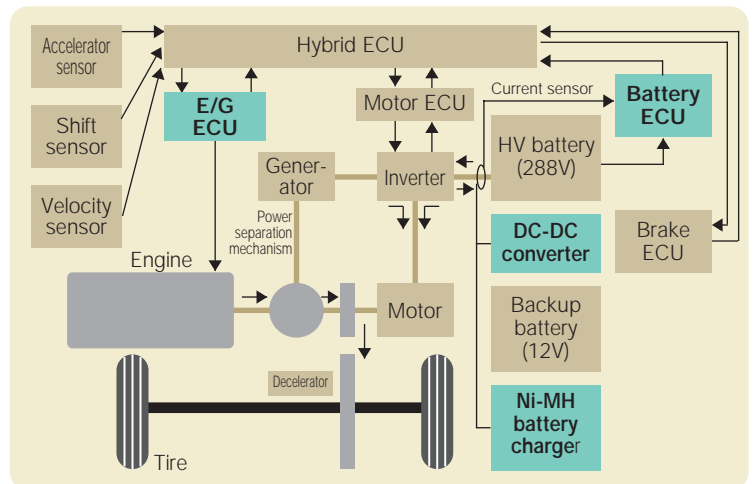 Accelerator
sensor
Hybrid ECU
Shift
sensor
Velocity
sensor
E/G
ECU
Motor ECU
Current sensor
Battery
ECU
HV battery
(288V)
Gener-
ator
Inverter
Power
separation
mechanism
DC-DC
converter
Brake
ECU
Engine
Motor
Backup
battery
(12V)
Decelerator
Ni-MH
battery
charger
Tire